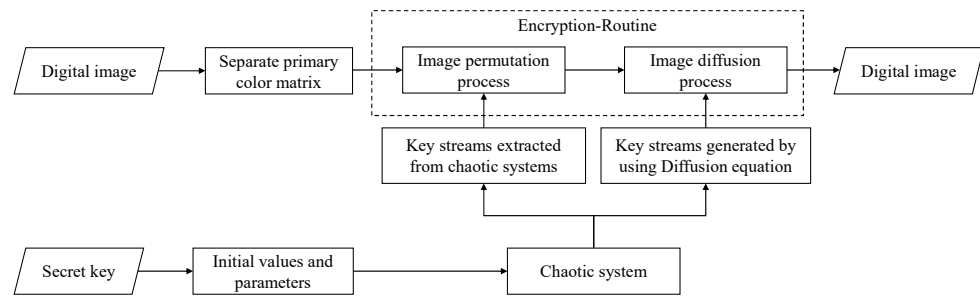 Encryption-Routine
Digital image
Separate primary
color matrix
Image permutation
process
Image diffusion
process
Digital image
Key streams extracted
from chaotic systems
Key streams generated by
using Diffusion equation
Secret key
Initial values and
parameters
Chaotic system